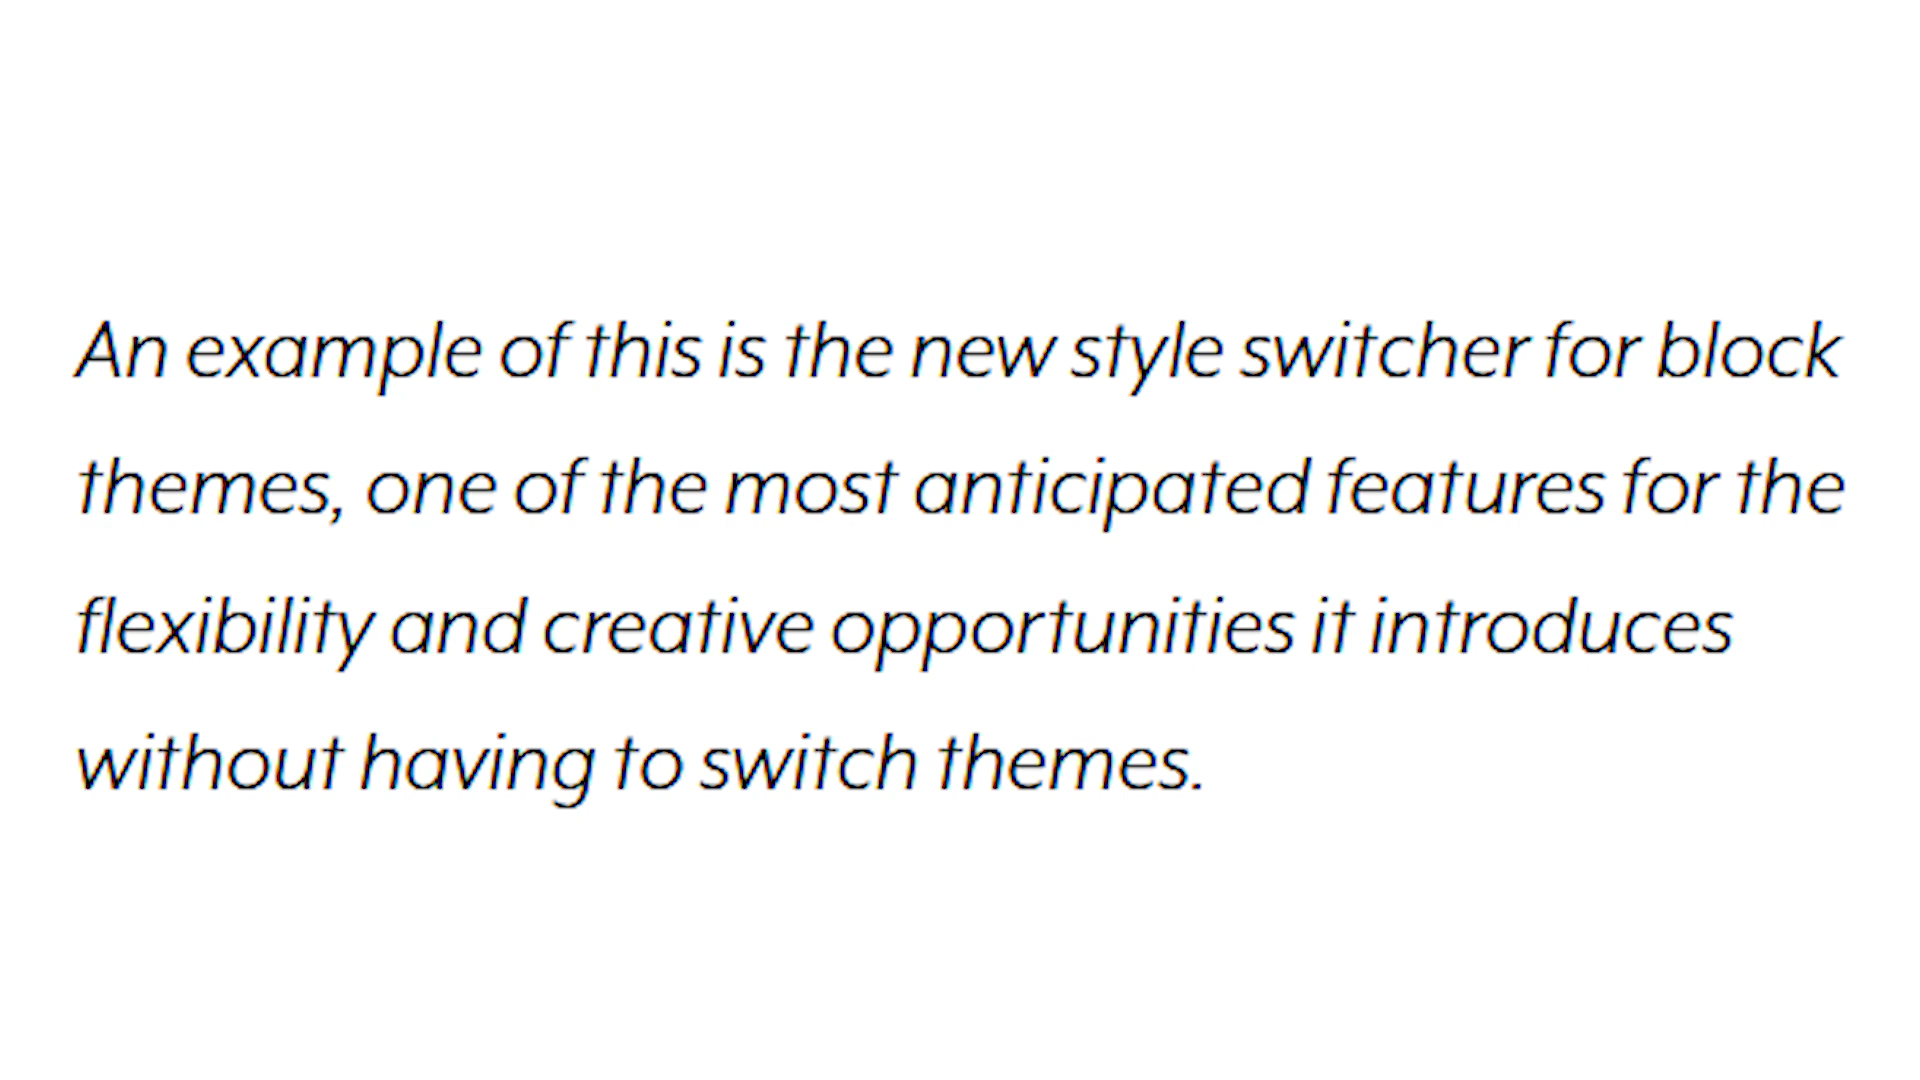 An example of this is the new style switcher for block
themes, one of the most anticipated features for the
flexibility and creative opportunities it introduces
without having to switch themes.